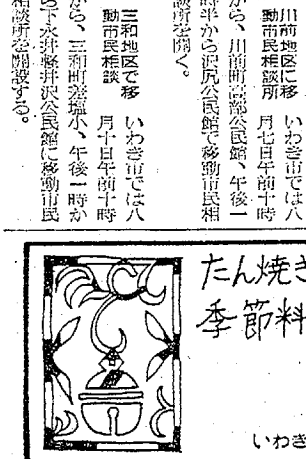 川前地区に移
動市民相談所
いわき市では八
月七日午前十時
から、川前町高部公民館、午後一
時半から沢尻公民館で移動市民相
談所を開く。
三和地区で移
動市民相談
いわき市では八
月十日午前十時
から、三和町差塩小、午後一時か
ら下永井軽井沢公民館に移動市民
相談所を開設する。
たん焼き
季節料
いわき